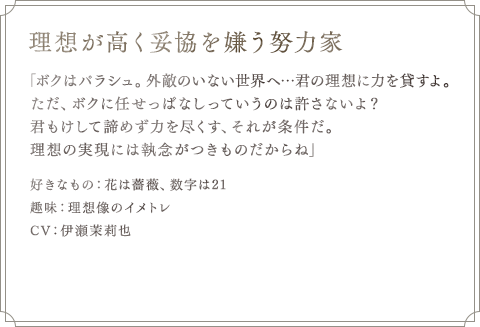 理想が高く妥協を嫌う努力家
「ボクはパラシュ。外敵のいない世界へ…君の理想に力を貸すよ。
ただ、ボクに任せっぱなしっていうのは許さないよ？
君もけして諦めず力を尽くす、それが条件だ。
理想の実現には執念がつきものだからね」
好きなもの：花は薔薇、数字は21
趣味：理想像のイメトレ
CV：伊瀬茉莉也